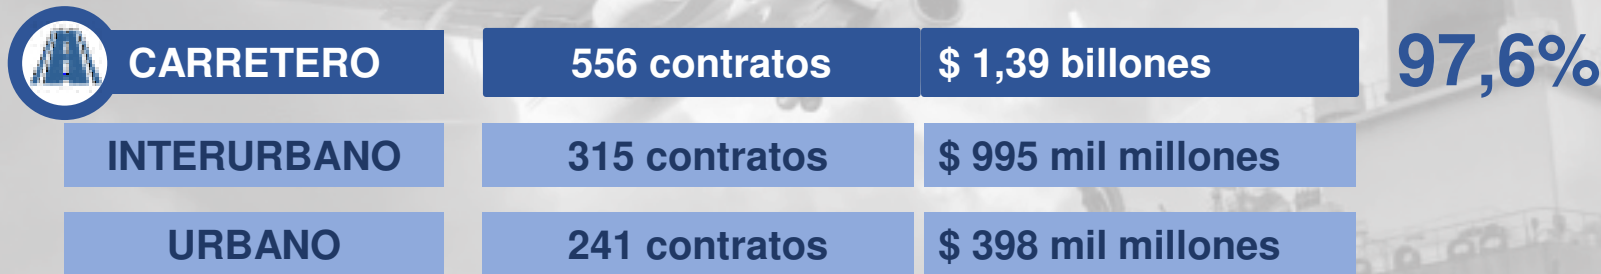 CARRETERO 556 contratos $ 1,39 billones 97,6%
INTERURBANO 315 contratos $ 995 mil millones
URBANO 241 contratos $ 398 mil millones